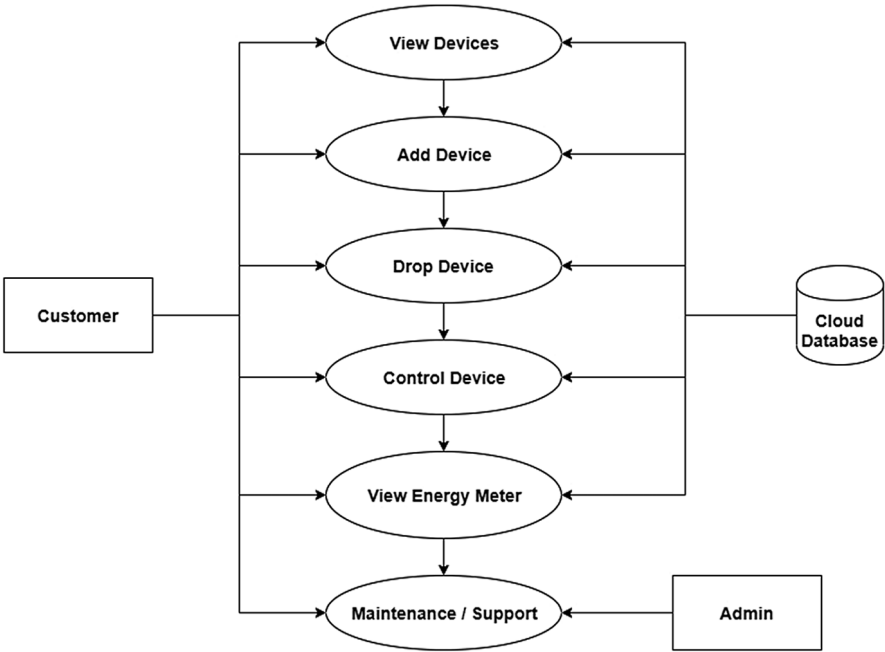 View Devices
Add Device
Drop Device
Customer
Cloud
Database
Control Device
View Energy Meter
Maintenance / Support
Admin